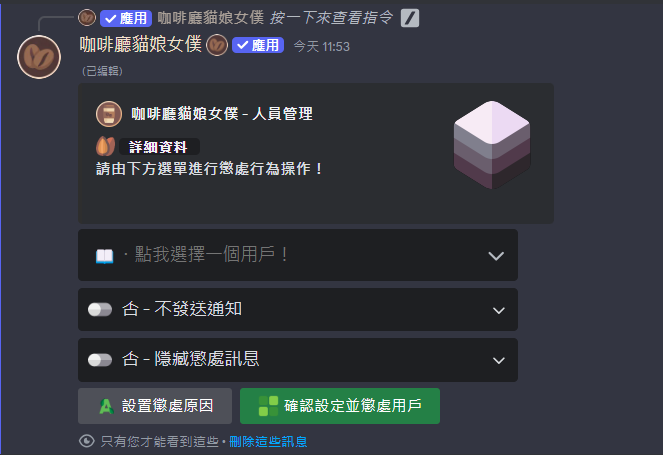 應用 咖啡廳貓娘女僕 按一下來查看指令
咖啡廳貓娘女僕 應用 今天 11:53
(已編輯)
咖啡廳貓娘女僕 - 人員管理
詳細資料
請由下方選單進行懲處行為操作！
· 點我選擇一個用戶！
否 - 不發送通知
否 - 隱藏懲處訊息
設置懲處原因
確認設定並懲處用戶
只有您才能看到這些 • 刪除這些訊息